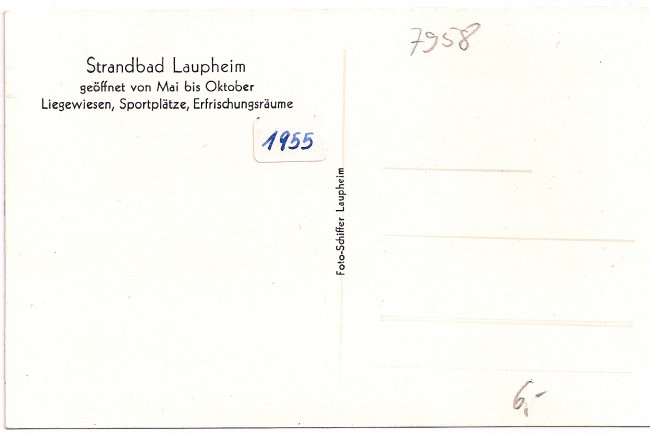 Strandbad Laupheim
geöffnet von Mai bis Oktober
Liegewiesen, Sportplätze, Erfrischungsräume
1955
Foto-Schiffer Laupheim
7958
6,-